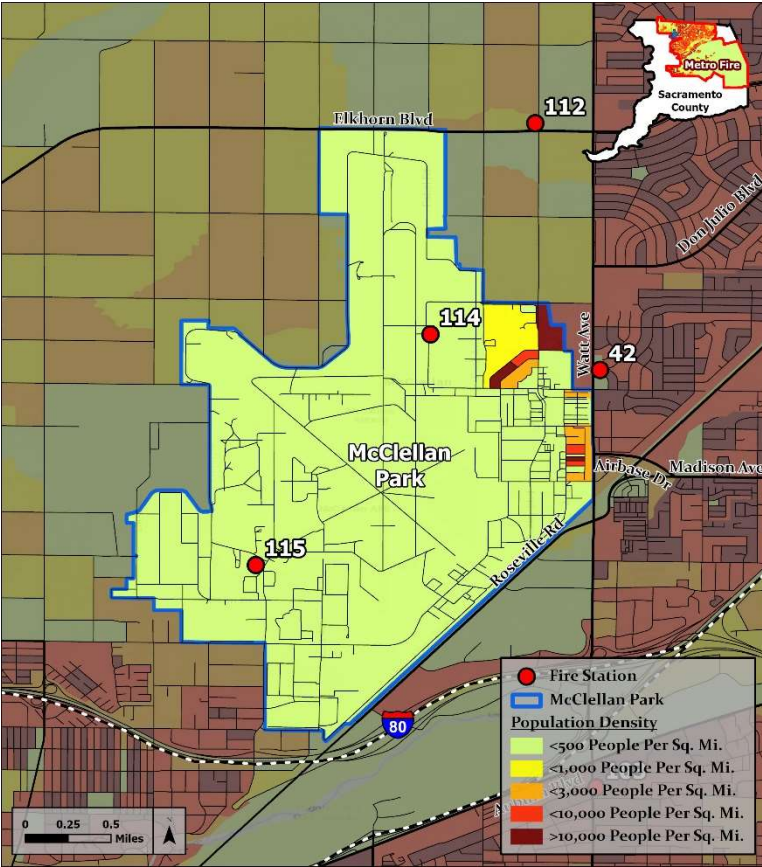 Metro Fire
Sacramento
County
112
Elkhorn Blvd
Don Julio Blvd
114
Watt Ave
42
McClellan
Park
Airbase Dr
Madison Ave
Roseville Rd
115
80
Fire Station
McClellan Park
Population Density
<500 People Per Sq. Mi.
<1,000 People Per Sq. Mi.
<3,000 People Per Sq. Mi.
<10,000 People Per Sq. Mi.
>10,000 People Per Sq. Mi.
0 0.25 0.5
Miles